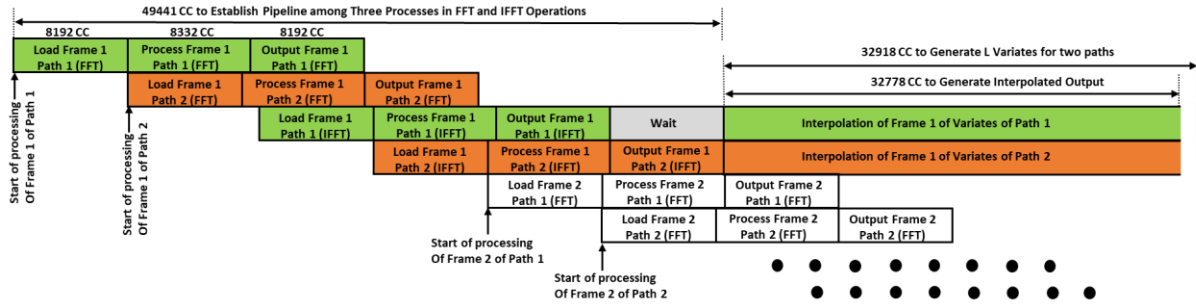 49441 CC to Establish Pipeline among Three Processes in FFT and IFFT Operations
8192 CC
8332 CC
8192 CC
32918 CC to Generate L Variates for two paths
32778 CC to Generate Interpolated Output
Load Frame 1
Path 1 (FFT)
Process Frame 1
Path 1 (FFT)
Output Frame 1
Path 1 (FFT)
Load Frame 1
Path 2 (FFT)
Process Frame 1
Path 2 (FFT)
Output Frame 1
Path 2 (FFT)
Load Frame 1
Path 1 (IFFT)
Process Frame 1
Path 1 (IFFT)
Output Frame 1
Path 1 (IFFT)
Wait
Interpolation of Frame 1 of Variates of Path 1
Load Frame 1
Path 2 (IFFT)
Process Frame 1
Path 2 (IFFT)
Output Frame 1
Path 2 (IFFT)
Interpolation of Frame 1 of Variates of Path 2
Load Frame 2
Path 1 (FFT)
Process Frame 2
Path 1 (FFT)
Output Frame 2
Path 1 (FFT)
Load Frame 2
Path 2 (FFT)
Process Frame 2
Path 2 (FFT)
Output Frame 2
Path 2 (FFT)
Start of processing
Of Frame 1 of Path 1
Start of processing
Of Frame 1 of Path 2
Start of processing
Of Frame 2 of Path 1
Start of processing
Of Frame 2 of Path 2